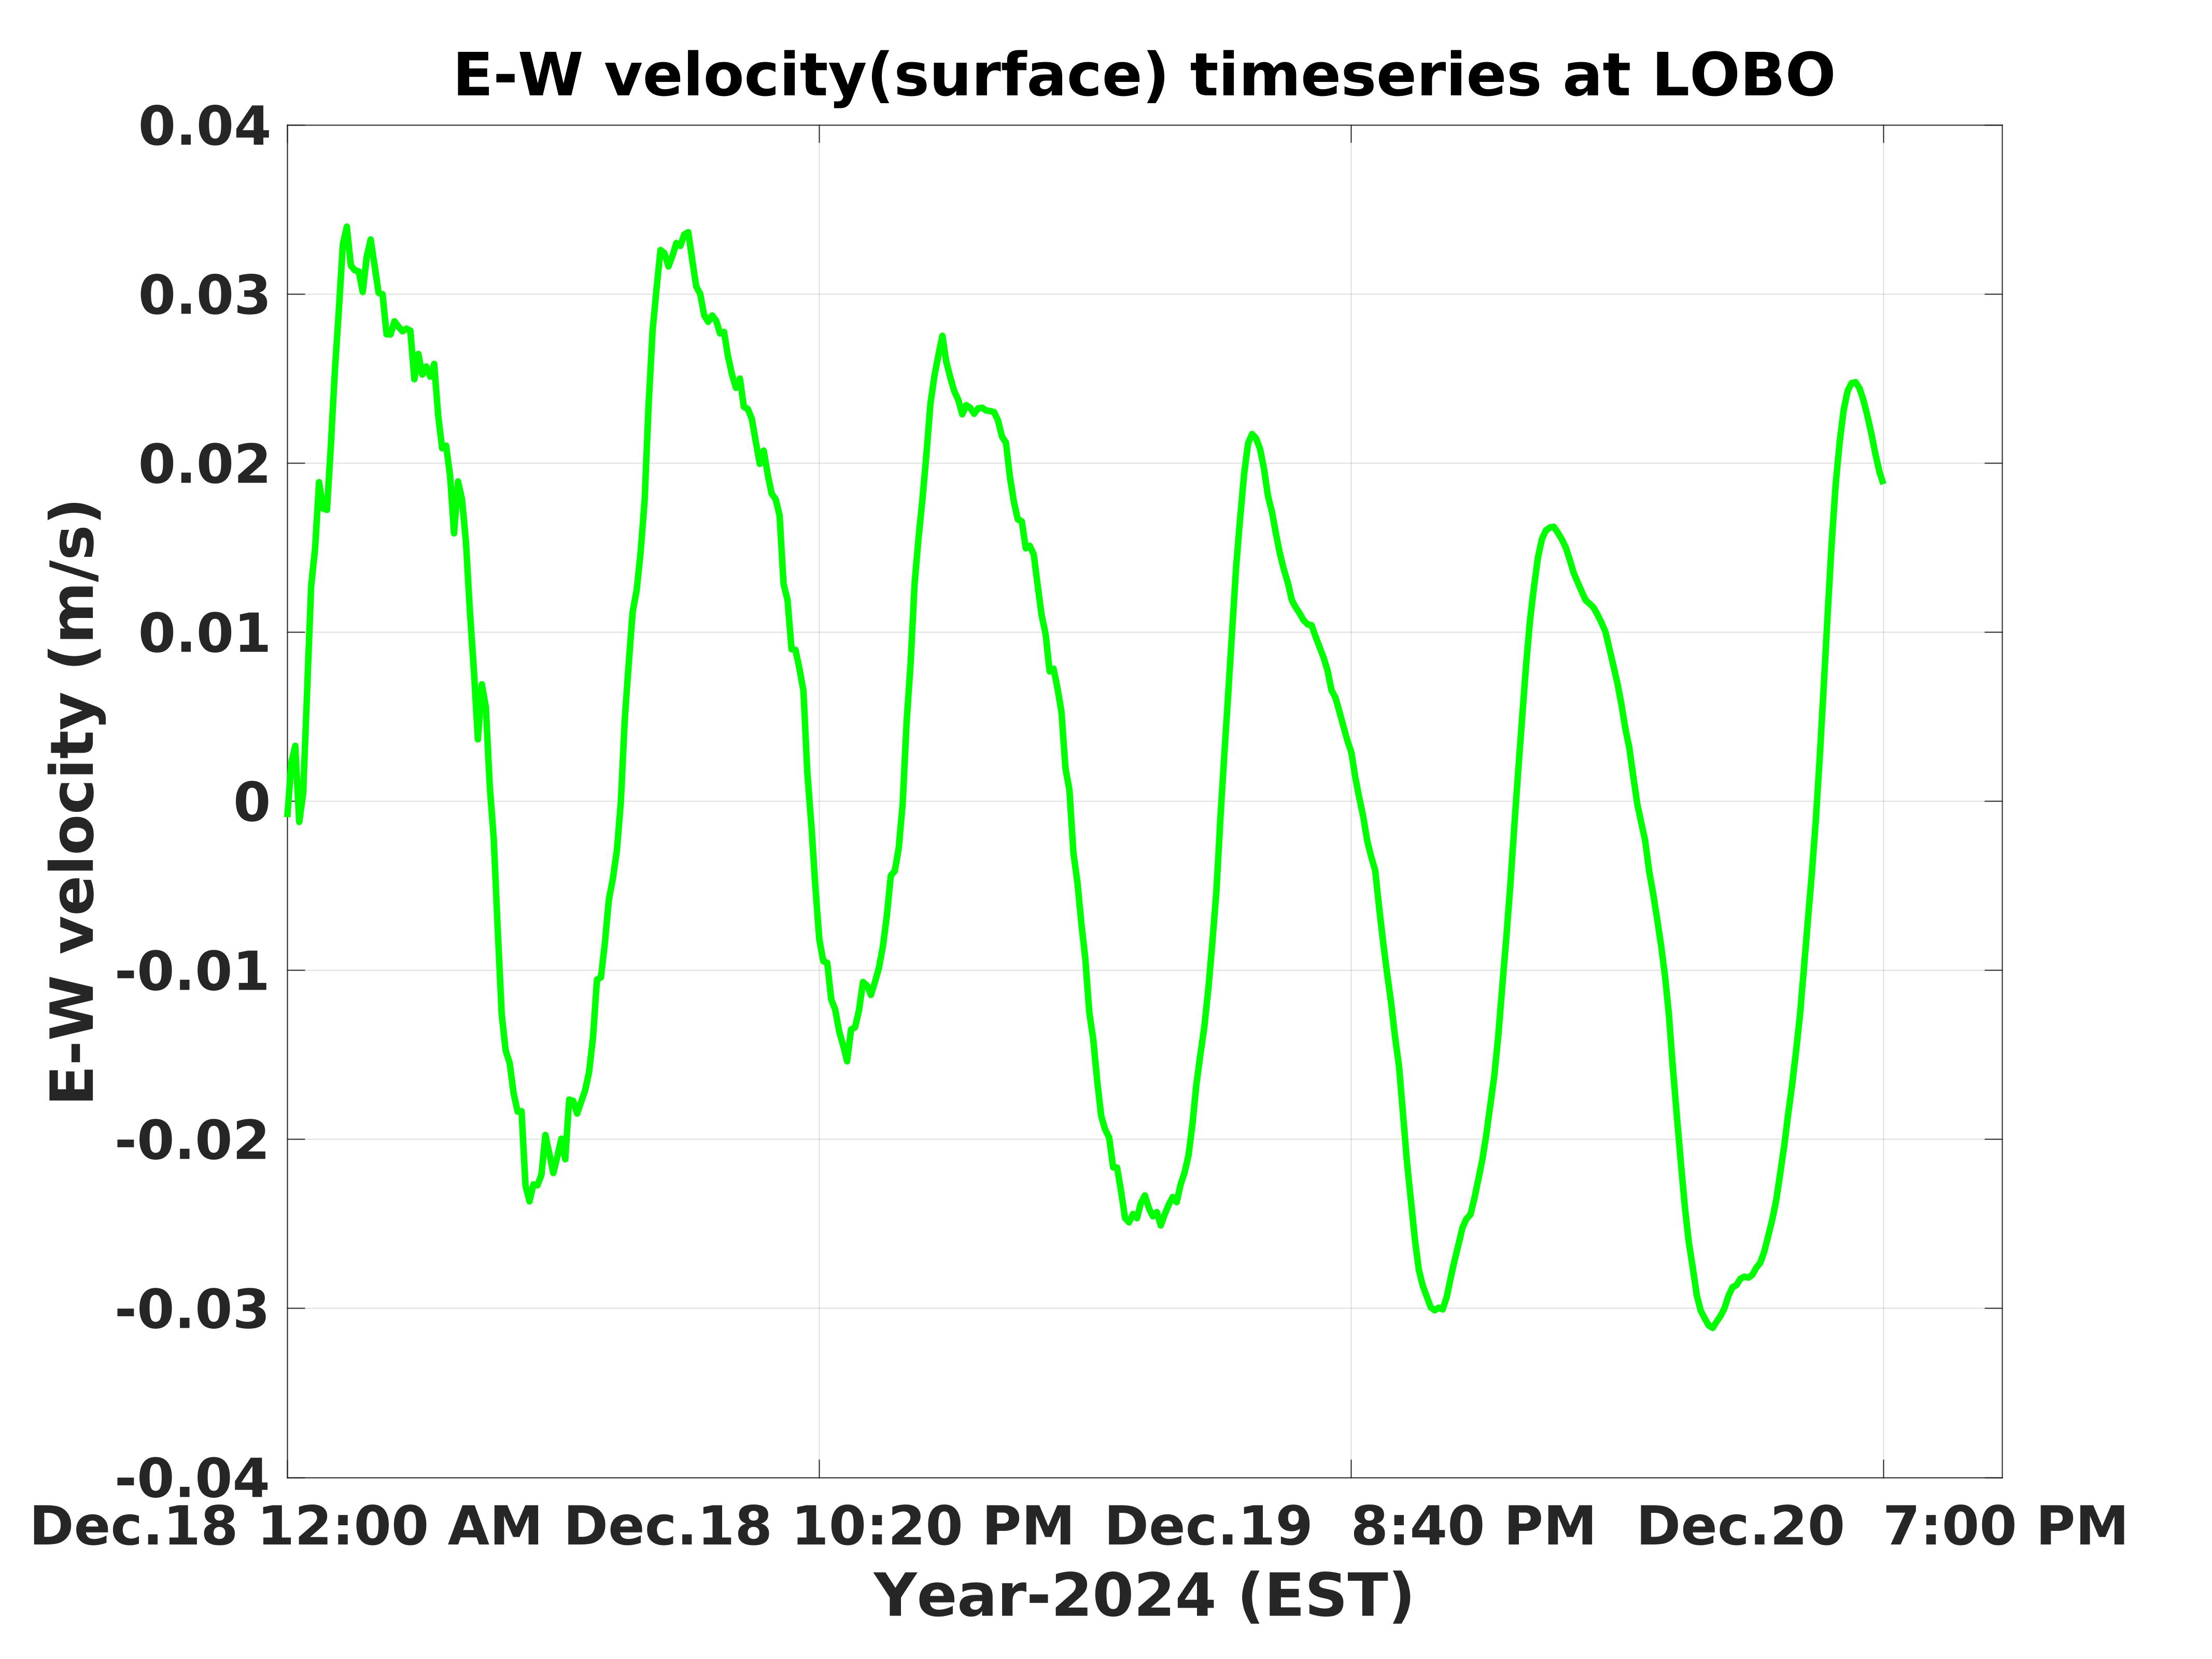 E-W velocity(surface) timeseries at LOBO
E-W velocity (m/s)
0.04
0.03
0.02
0.01
0
-0.01
-0.02
-0.03
-0.04
Dec.18 12:00 AM Dec.18 10:20 PM Dec.19 8:40 PM Dec.20 7:00 PM
Year-2024 (EST)